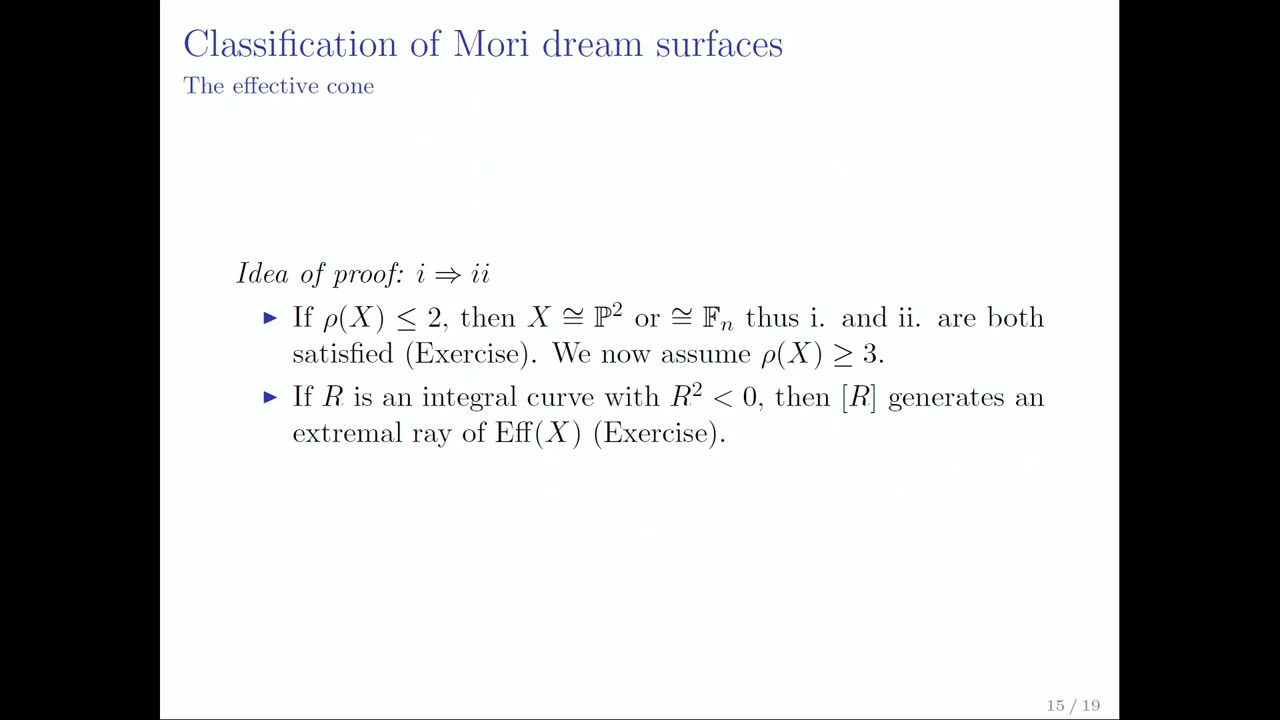 Classification of Mori dream surfaces
The effective cone
Idea of proof: i ⇒ ii
▶ If ρ(X) ≤ 2, then X ≅ ℙ² or ≅ 𝔽ₙ thus i. and ii. are both
satisfied (Exercise). We now assume ρ(X) ≥ 3.
▶ If R is an integral curve with R² < 0, then [R] generates an
extremal ray of Eff(X) (Exercise).
15 / 19